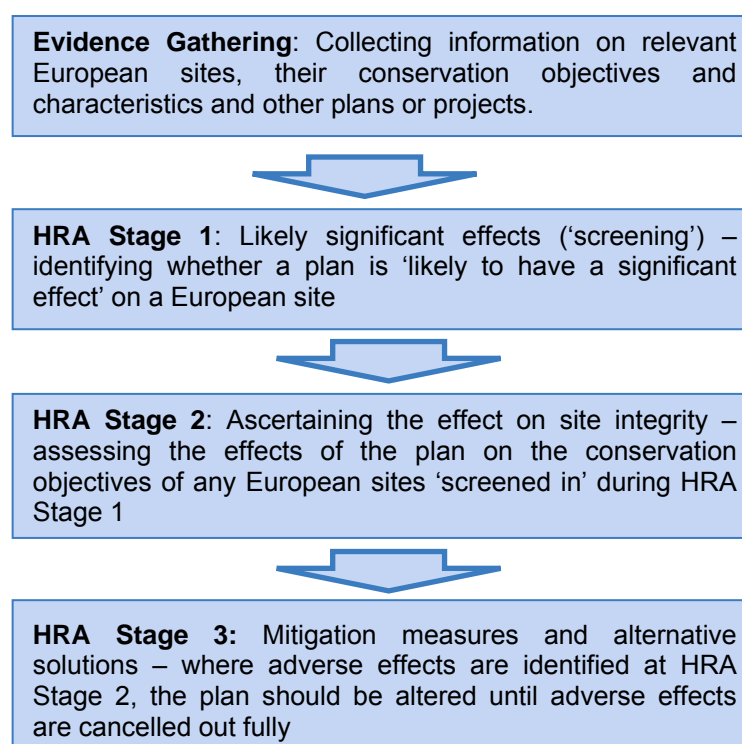 Evidence Gathering: Collecting information on relevant
European sites, their conservation objectives and
characteristics and other plans or projects.
HRA Stage 1: Likely significant effects (‘screening’) –
identifying whether a plan is ‘likely to have a significant
effect’ on a European site
HRA Stage 2: Ascertaining the effect on site integrity –
assessing the effects of the plan on the conservation
objectives of any European sites ‘screened in’ during HRA
Stage 1
HRA Stage 3: Mitigation measures and alternative
solutions – where adverse effects are identified at HRA
Stage 2, the plan should be altered until adverse effects
are cancelled out fully